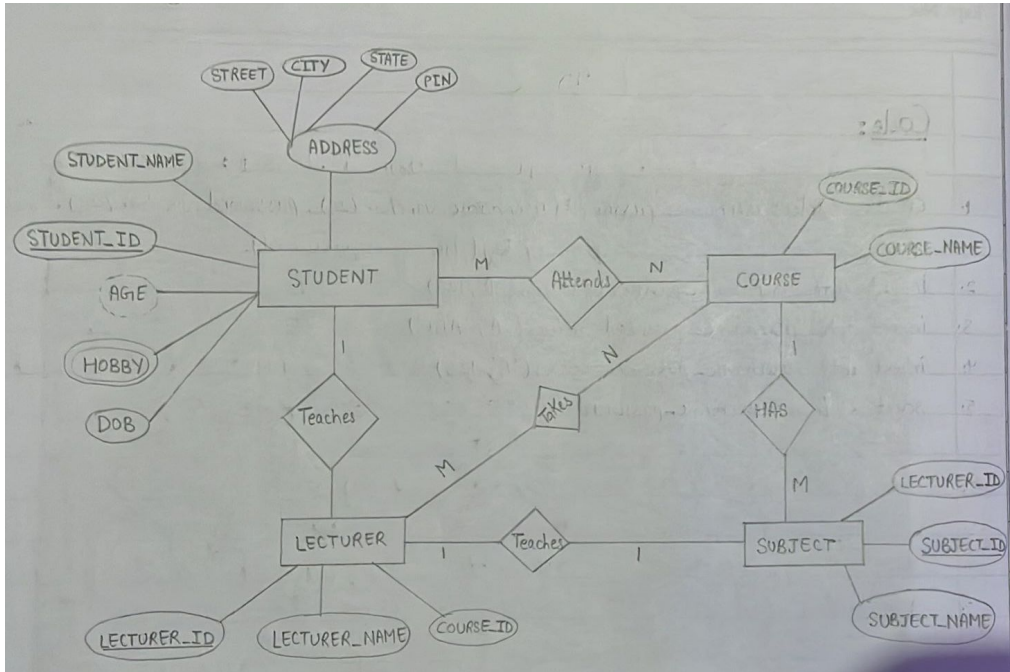 STREET
CITY
STATE
PIN
ADDRESS
STUDENT_NAME
STUDENT_ID
AGE
HOBBY
DOB
STUDENT
M
Attends
N
COURSE
COURSE_ID
COURSE_NAME
1
Teaches
N
Takes
M
1
HAS
M
LECTURER
1
Teaches
1
SUBJECT
LECTURER_ID
SUBJECT_ID
SUBJECT_NAME
LECTURER_ID
LECTURER_NAME
COURSE_ID